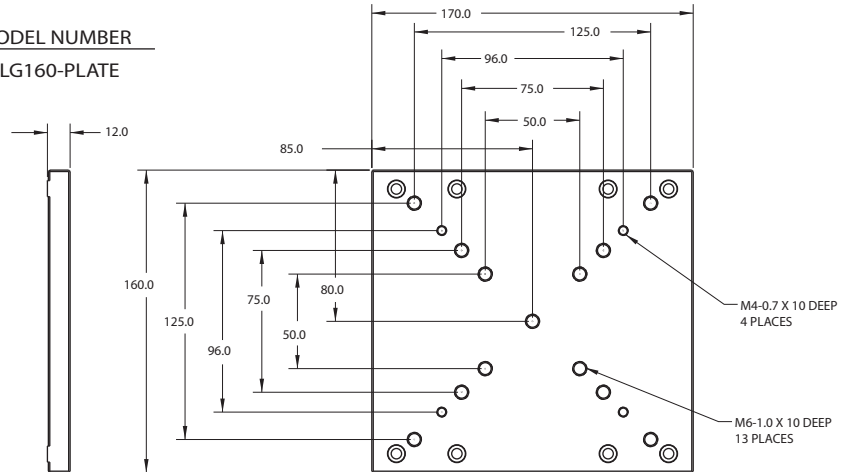 ODEL NUMBER
LG160-PLATE
170.0
125.0
96.0
75.0
50.0
12.0
85.0
160.0
125.0
96.0
75.0
50.0
80.0
M4-0.7 X 10 DEEP
4 PLACES
M6-1.0 X 10 DEEP
13 PLACES